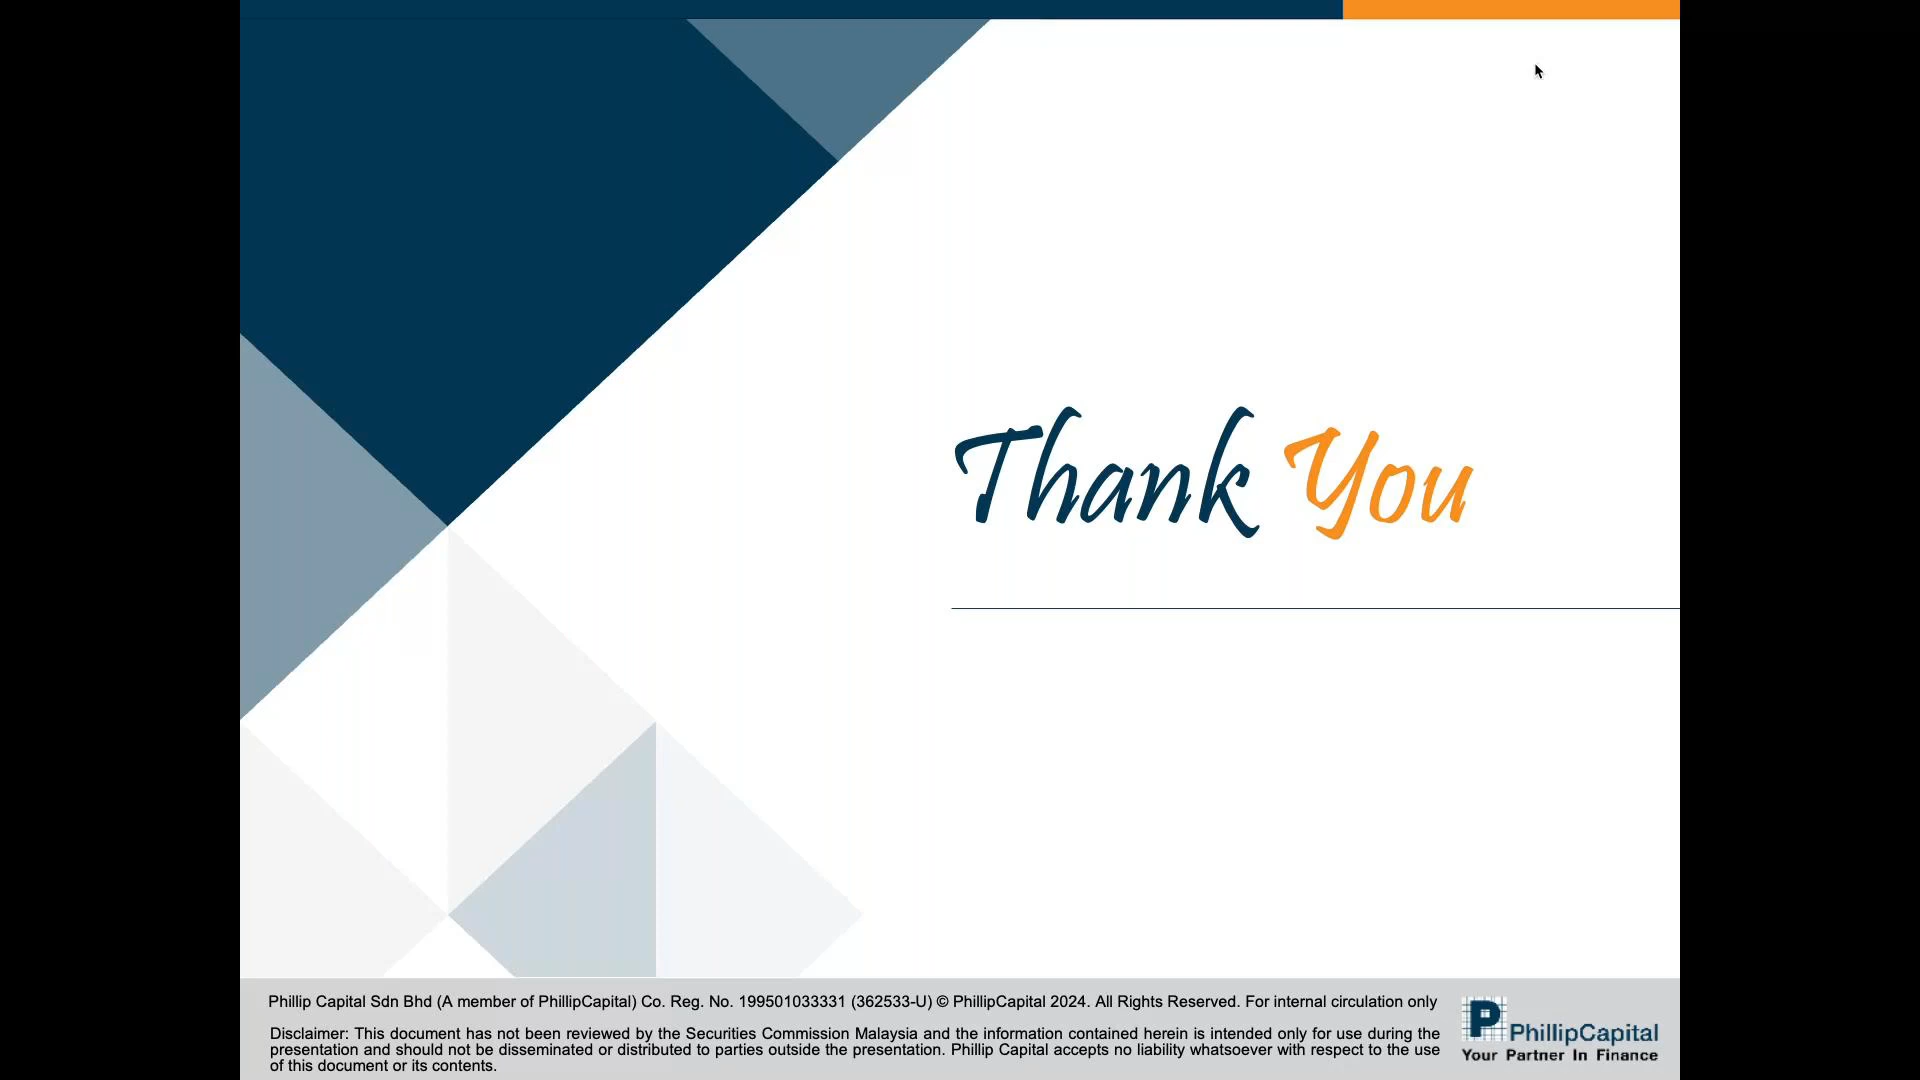 Thank You
Phillip Capital Sdn Bhd (A member of PhillipCapital) Co. Reg. No. 199501033331 (362533-U) © PhillipCapital 2024. All Rights Reserved. For internal circulation only
Disclaimer: This document has not been reviewed by the Securities Commission Malaysia and the information contained herein is intended only for use during the
presentation and should not be disseminated or distributed to parties outside the presentation. Phillip Capital accepts no liability whatsoever with respect to the use
of this document or its contents.
P
PhillipCapital
Your Partner In Finance